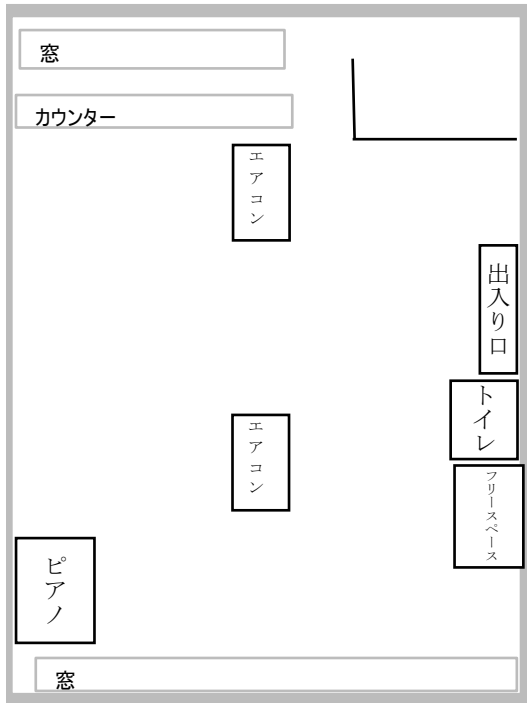 窓
カウンター
エアコン
出入り口
トイレ
エアコン
フリースペース
ピアノ
窓